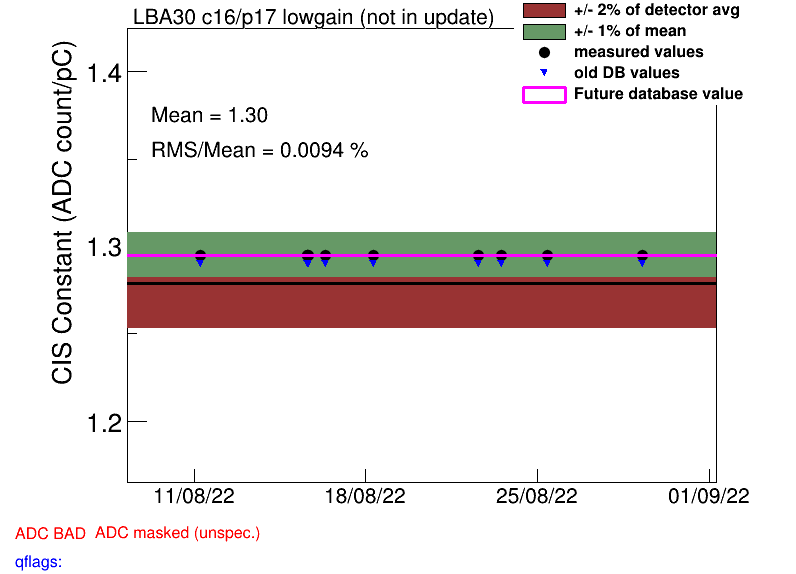 LBA30 c16/p17 lowgain (not in update)
+/- 2% of detector avg
+/- 1% of mean
measured values
old DB values
Future database value
Mean = 1.30
RMS/Mean = 0.0094 %
CIS Constant (ADC count/pC)
1.4
1.3
1.2
11/08/22 18/08/22 25/08/22 01/09/22
ADC BAD ADC masked (unspec.)
qflags: